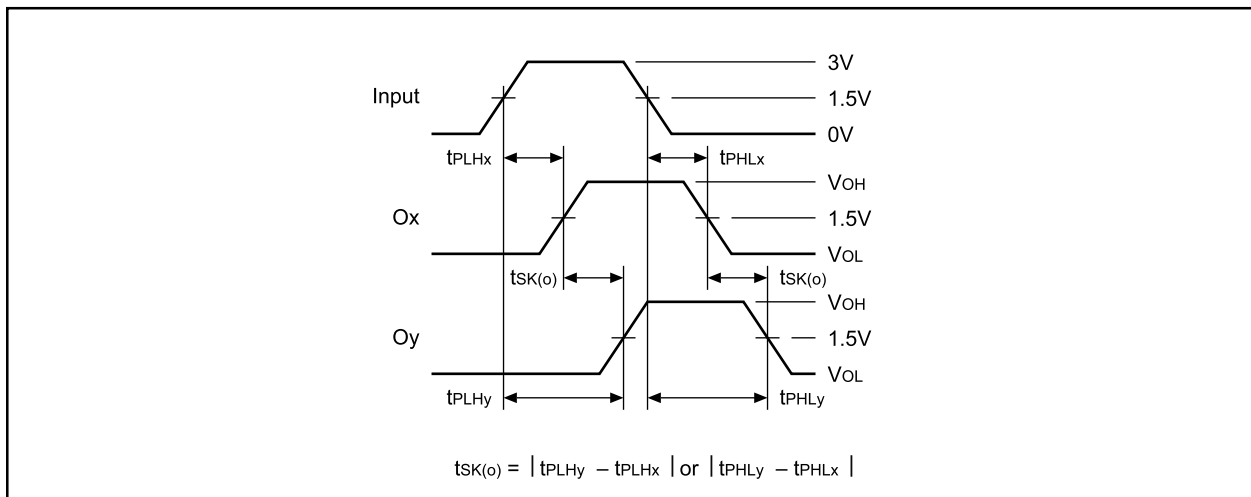 3V
Input
1.5V
0V
tPLHx
tPHLx
VOH
Ox
1.5V
VOL
tSK(o)
tSK(o)
VOH
Oy
1.5V
VOL
tPLHy
tPHLy
tSK(o) = | tPLHy – tPLHx | or | tPHLy – tPHLx |